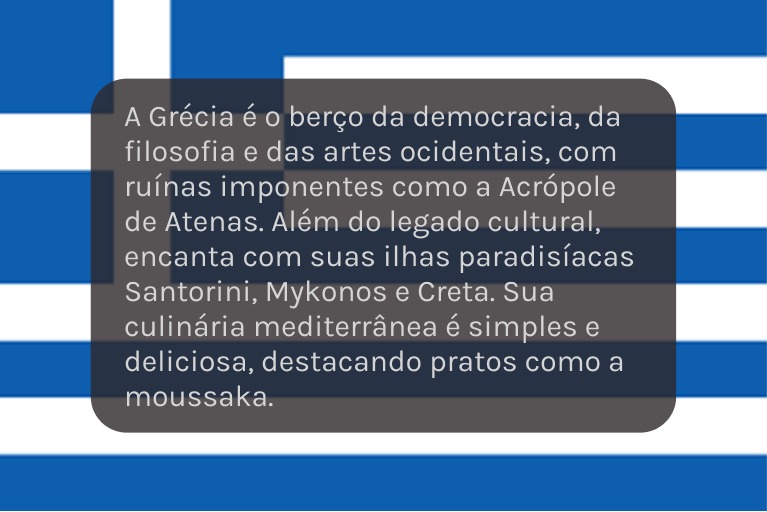 A Grécia é o berço da democracia, da
filosofia e das artes ocidentais, com
ruínas imponentes como a Acrópole
de Atenas. Além do legado cultural,
encanta com suas ilhas paradisíacas
Santorini, Mykonos e Creta. Sua
culinária mediterrânea é simples e
deliciosa, destacando pratos como a
moussaka.